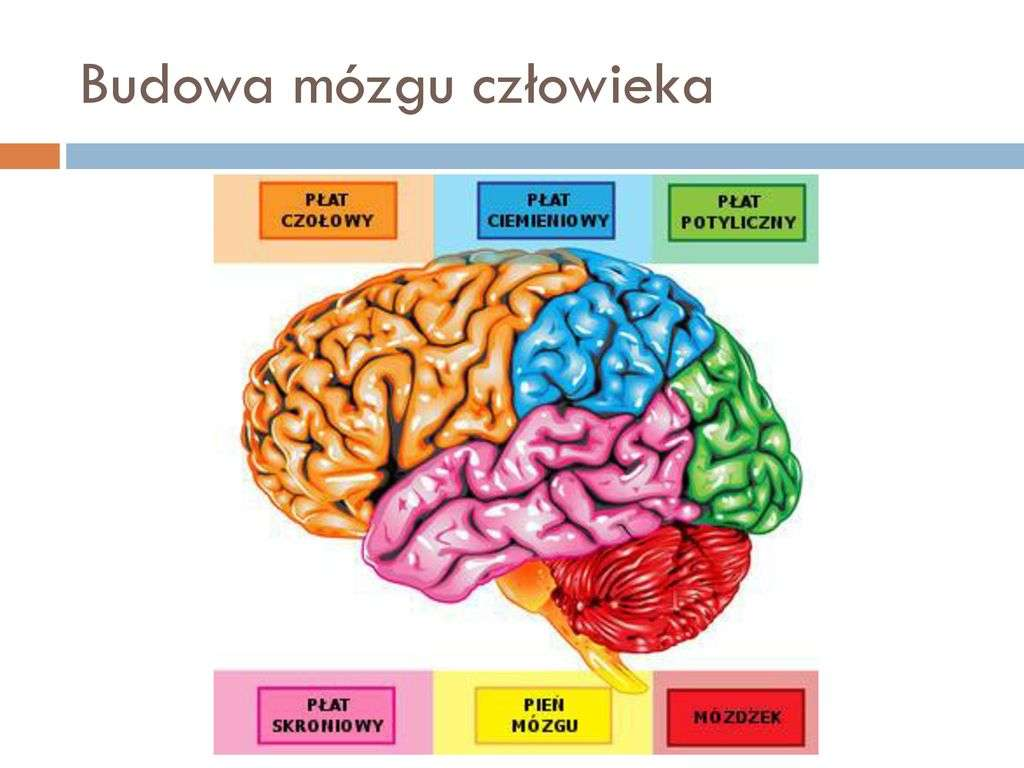 Budowa mózgu człowieka
PŁAT
CZOŁOWY
PŁAT
CIEMIENIOWY
PŁAT
POTYLICZNY
PŁAT
SKRONIOWY
PIEŃ
MÓZGU
MÓŻDŻEK